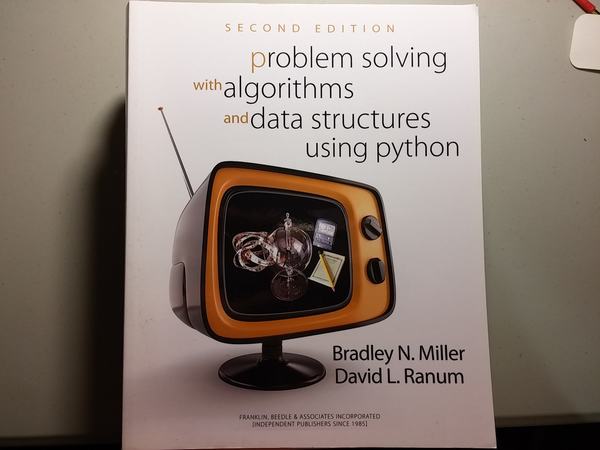 SECOND EDITION
problem solving
with algorithms
and data structures
using python
Bradley N. Miller
David L. Ranum
FRANKLIN, BEEDLE & ASSOCIATES INCORPORATED
[INDEPENDENT PUBLISHERS SINCE 1985]